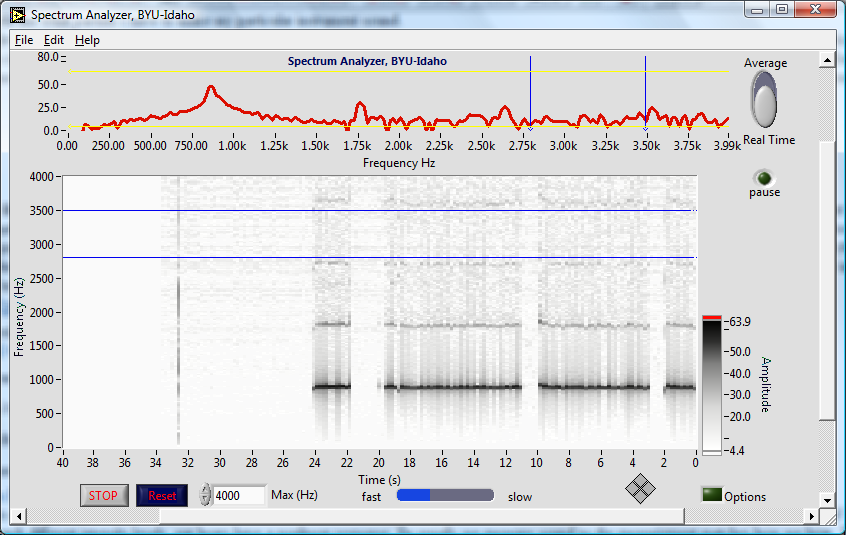 Spectrum Analyzer, BYU-Idaho
File Edit Help
Spectrum Analyzer, BYU-Idaho
80.0
50.0
25.0
0.0
0.00 250.00 500.00 750.00 1.00k 1.25k 1.50k 1.75k 2.00k 2.25k 2.50k 2.75k 3.00k 3.25k 3.50k 3.75k 3.99k
Frequency Hz
Average
Real Time
pause
4000
3500
3000
2500
2000
1500
1000
500
0
Frequency (Hz)
40 38 36 34 32 30 28 26 24 22 20 18 16 14 12 10 8 6 4 2 0
Time (s)
63.9
50.0
40.0
30.0
20.0
-4.4
Amplitude
STOP Reset 4000 Max (Hz) fast slow Options